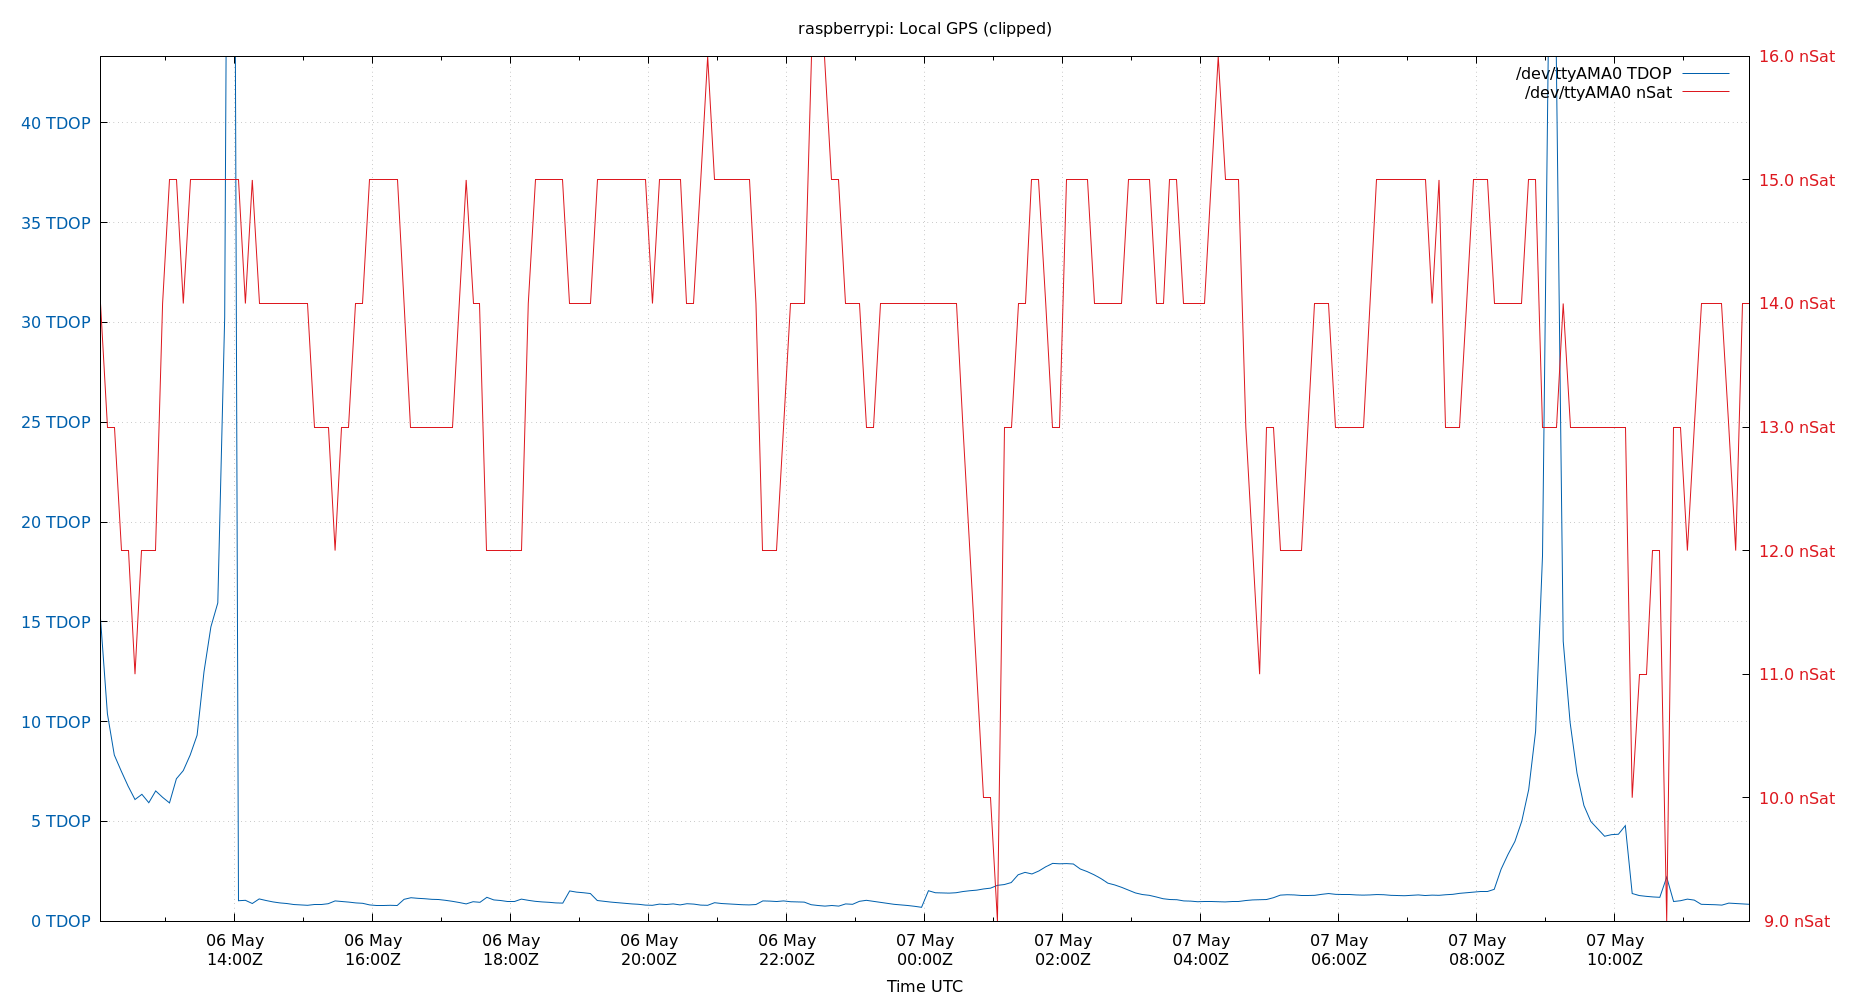 raspberrypi: Local GPS (clipped)
16.0 nSat
/dev/ttyAMA0 TDOP
/dev/ttyAMA0 nSat
40 TDOP
15.0 nSat
35 TDOP
14.0 nSat
30 TDOP
25 TDOP
13.0 nSat
20 TDOP
12.0 nSat
15 TDOP
11.0 nSat
10 TDOP
10.0 nSat
5 TDOP
0 TDOP
9.0 nSat
06 May 06 May 06 May 06 May 06 May 07 May 07 May 07 May 07 May 07 May 07 May
14:00Z 16:00Z 18:00Z 20:00Z 22:00Z 00:00Z 02:00Z 04:00Z 06:00Z 08:00Z 10:00Z
Time UTC